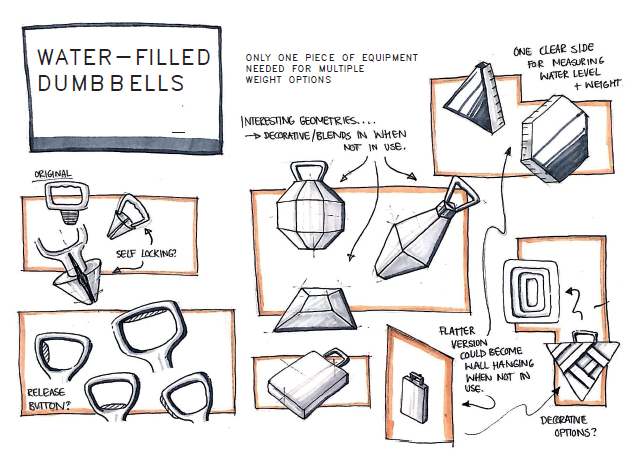 WATER-FILLED
DUMBBELLS
ONLY ONE PIECE OF EQUIPMENT
NEEDED FOR MULTIPLE
WEIGHT OPTIONS
ONE CLEAR SIDE
FOR MEASURING
WATER LEVEL
+ WEIGHT
INTERESTING GEOMETRIES....
→ DECORATIVE/BLENDS IN WHEN
NOT IN USE.
ORIGINAL
SELF LOCKING?
RELEASE
BUTTON?
FLATTER
VERSION
COULD BECOME
WALL HANGING
WHEN NOT IN
USE.
DECORATIVE
OPTIONS?